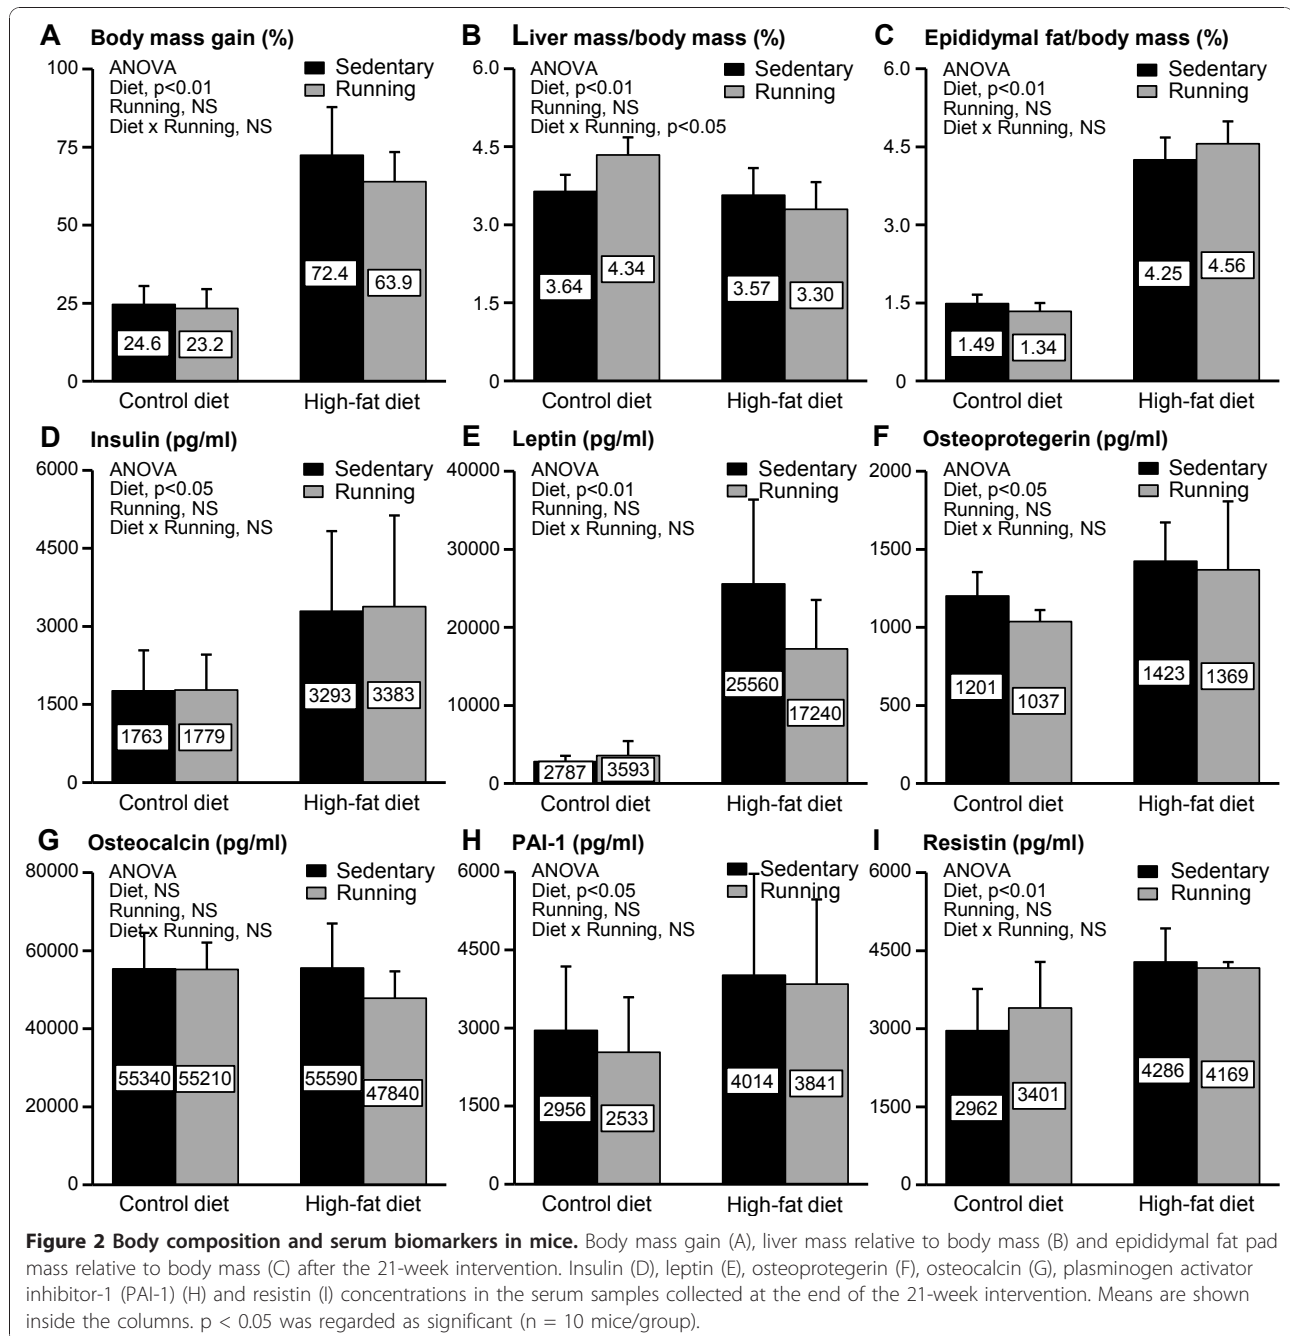 A Body mass gain (%)
100
75
50
25
0
ANOVA
Diet, p<0.01
Running, NS
Diet x Running, NS
Sedentary
Running
24.6
23.2
72.4
63.9
Control diet
High-fat diet
B Liver mass/body mass (%)
6.0
4.5
3.0
1.5
0
ANOVA
Diet, p<0.01
Running, NS
Diet x Running, p<0.05
Sedentary
Running
3.64
4.34
3.57
3.30
Control diet
High-fat diet
C Epididymal fat/body mass (%)
6.0
4.5
3.0
1.5
0
ANOVA
Diet, p<0.01
Running, NS
Diet x Running, NS
Sedentary
Running
1.49
1.34
4.25
4.56
Control diet
High-fat diet
D Insulin (pg/ml)
6000
4500
3000
1500
0
ANOVA
Diet, p<0.05
Running, NS
Diet x Running, NS
Sedentary
Running
1763
1779
3293
3383
Control diet
High-fat diet
E Leptin (pg/ml)
40000
30000
20000
10000
0
ANOVA
Diet, p<0.01
Running, NS
Diet x Running, NS
Sedentary
Running
2787
3593
25560
17240
Control diet
High-fat diet
F Osteoprotegerin (pg/ml)
2000
1500
1000
500
0
ANOVA
Diet, p<0.05
Running, NS
Diet x Running, NS
Sedentary
Running
1201
1037
1423
1369
Control diet
High-fat diet
G Osteocalcin (pg/ml)
80000
60000
40000
20000
0
ANOVA
Diet, NS
Running, NS
Diet x Running, NS
Sedentary
Running
55340
55210
55590
47840
Control diet
High-fat diet
H PAI-1 (pg/ml)
6000
4500
3000
1500
0
ANOVA
Diet, p<0.05
Running, NS
Diet x Running, NS
Sedentary
Running
2956
2533
4014
3841
Control diet
High-fat diet
I Resistin (pg/ml)
6000
4500
3000
1500
0
ANOVA
Diet, p<0.01
Running, NS
Diet x Running, NS
Sedentary
Running
2962
3401
4286
4169
Control diet
High-fat diet
Figure 2 Body composition and serum biomarkers in mice. Body mass gain (A), liver mass relative to body mass (B) and epididymal fat pad
mass relative to body mass (C) after the 21-week intervention. Insulin (D), leptin (E), osteoprotegerin (F), osteocalcin (G), plasminogen activator
inhibitor-1 (PAI-1) (H) and resistin (I) concentrations in the serum samples collected at the end of the 21-week intervention. Means are shown
inside the columns. p < 0.05 was regarded as significant (n = 10 mice/group).